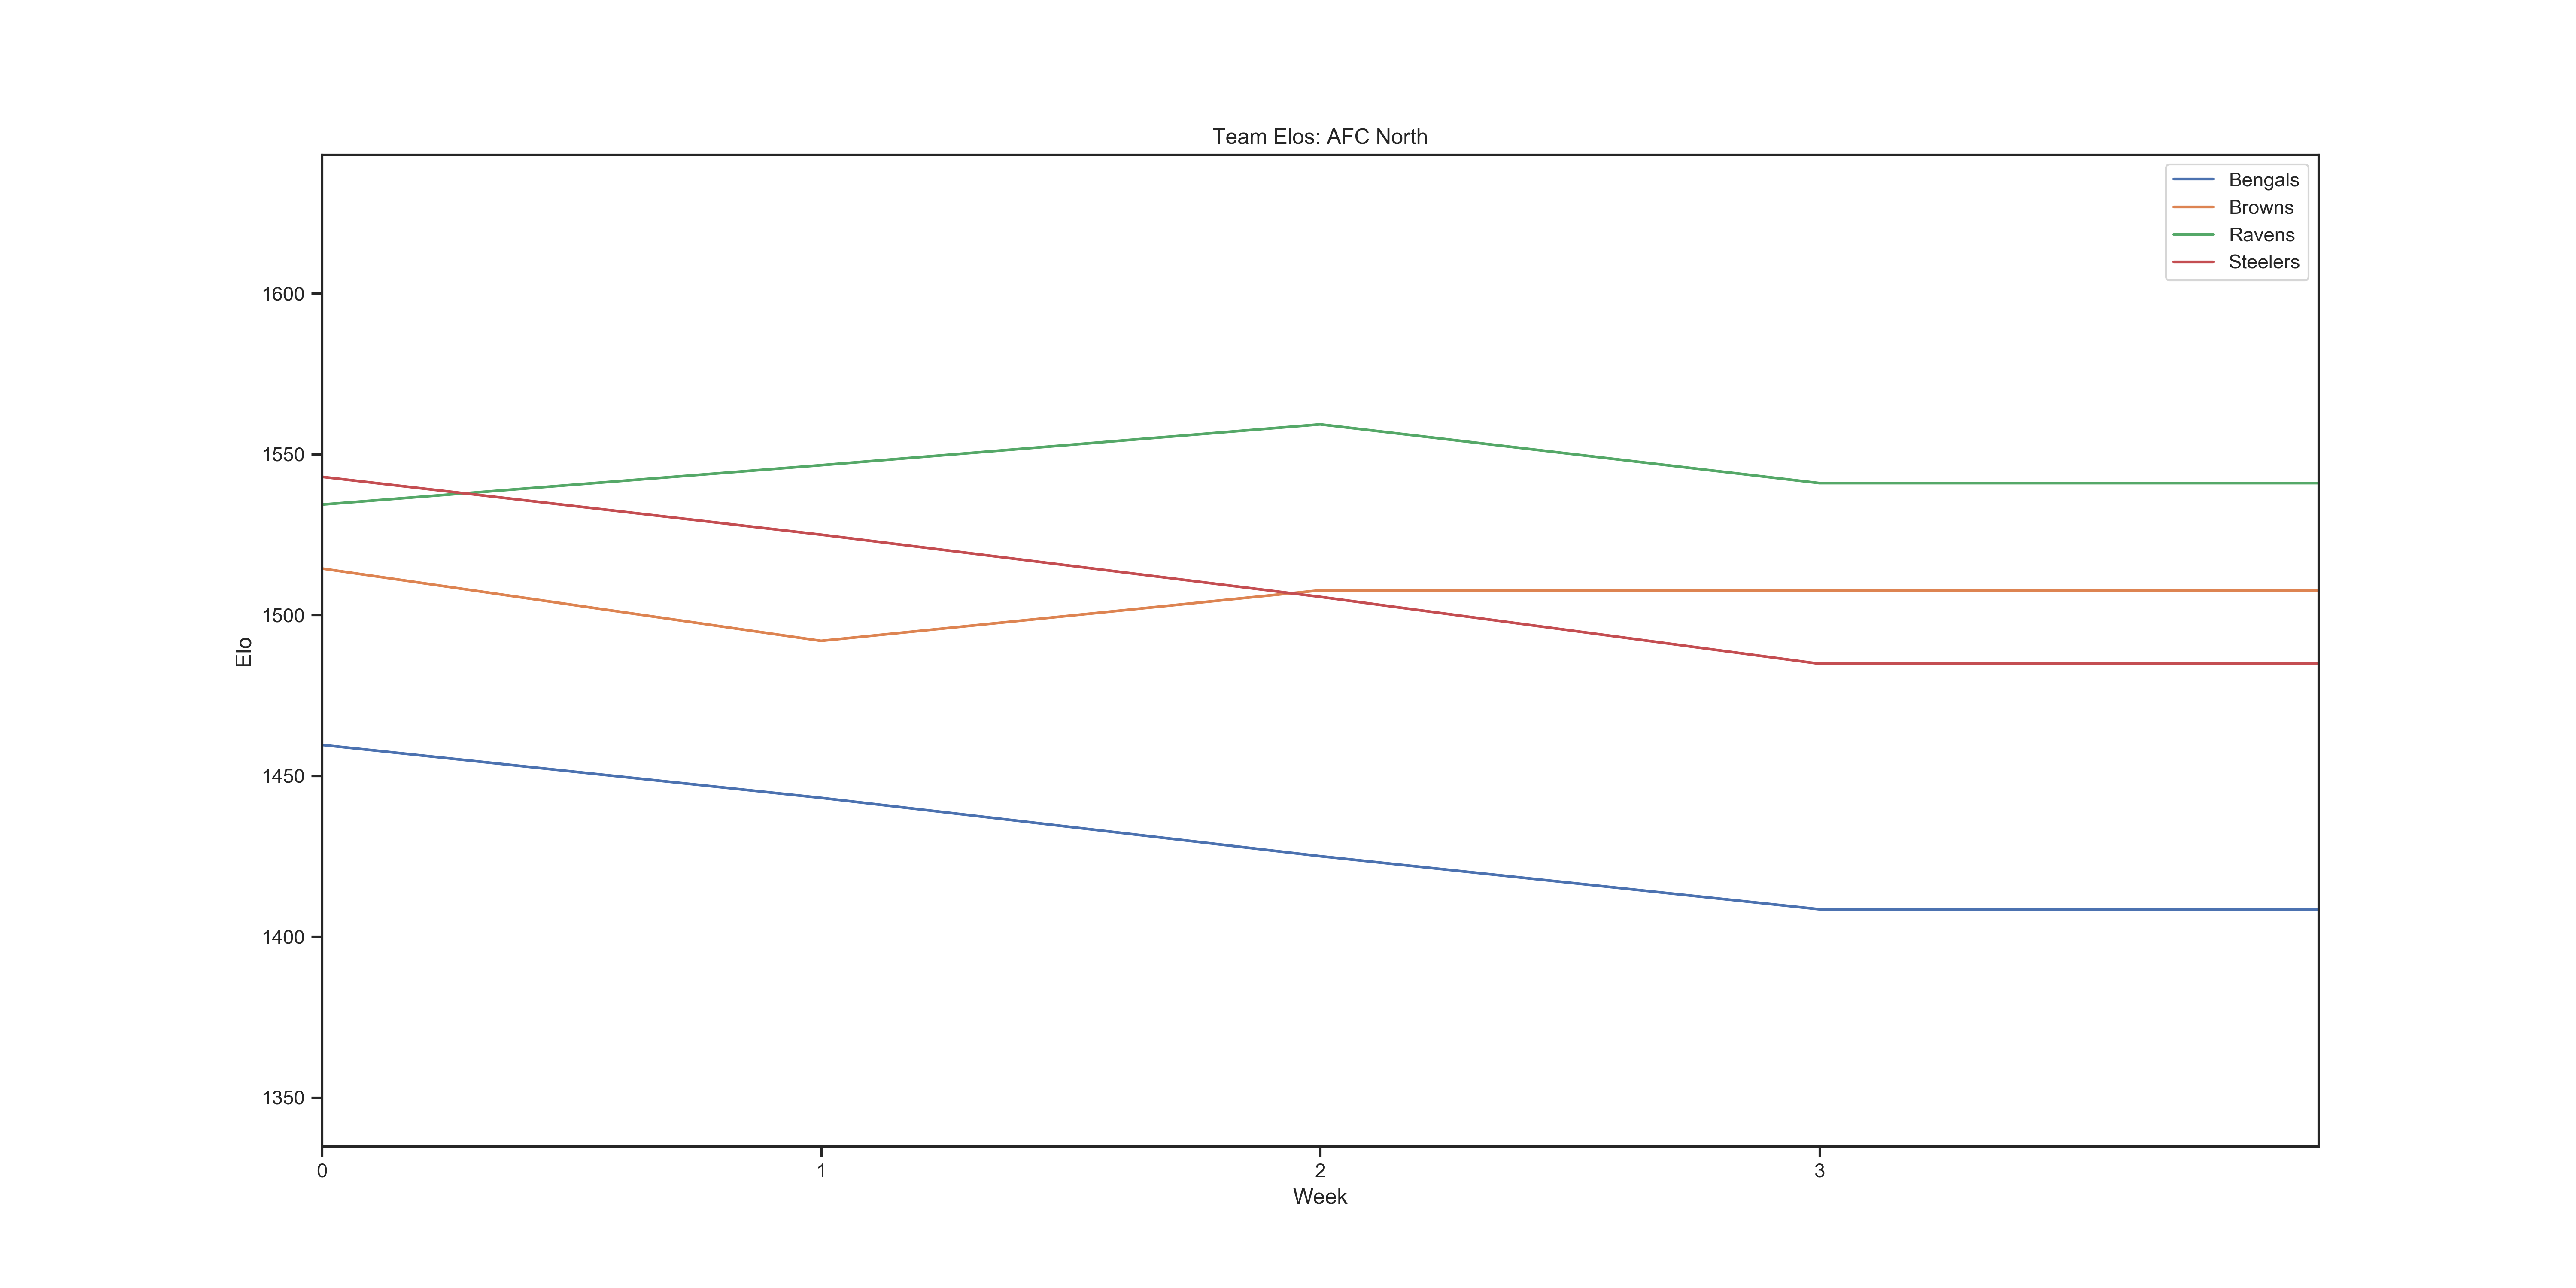 Team Elos: AFC North
Bengals
Browns
Ravens
Steelers
1600
1550
1500
1450
1400
1350
Elo
0 1 2 3
Week